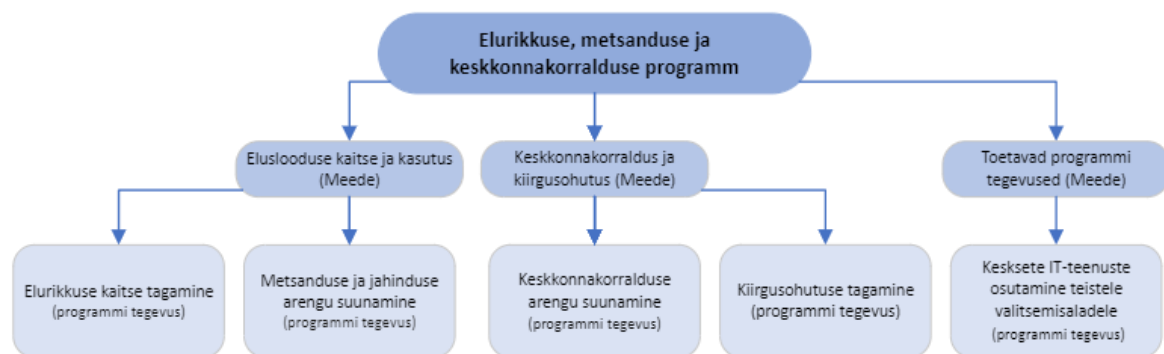 Elurikkuse, metsanduse ja
keskkonnakorralduse programm
Eluslooduse kaitse ja kasutus
(Meede)
Keskkonnakorraldus ja
kiirgusohutus (Meede)
Toetavad programmi
tegevused (Meede)
Elurikkuse kaitse tagamine
(programmi tegevus)
Metsanduse ja jahinduse
arengu suunamine
(programmi tegevus)
Keskkonnakorralduse
arengu suunamine
(programmi tegevus)
Kiirgusohutuse tagamine
(programmi tegevus)
Kesksete IT-teenuste
osutamine teistele
valitsemisaladele
(programmi tegevus)